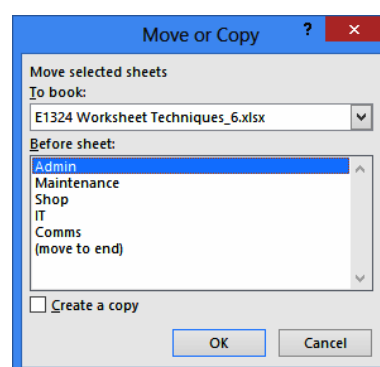 Move or Copy ? ×
Move selected sheets
To book:
E1324 Worksheet Techniques_6.xlsx
Before sheet:
Admin
Maintenance
Shop
IT
Comms
(move to end)
Create a copy
OK Cancel